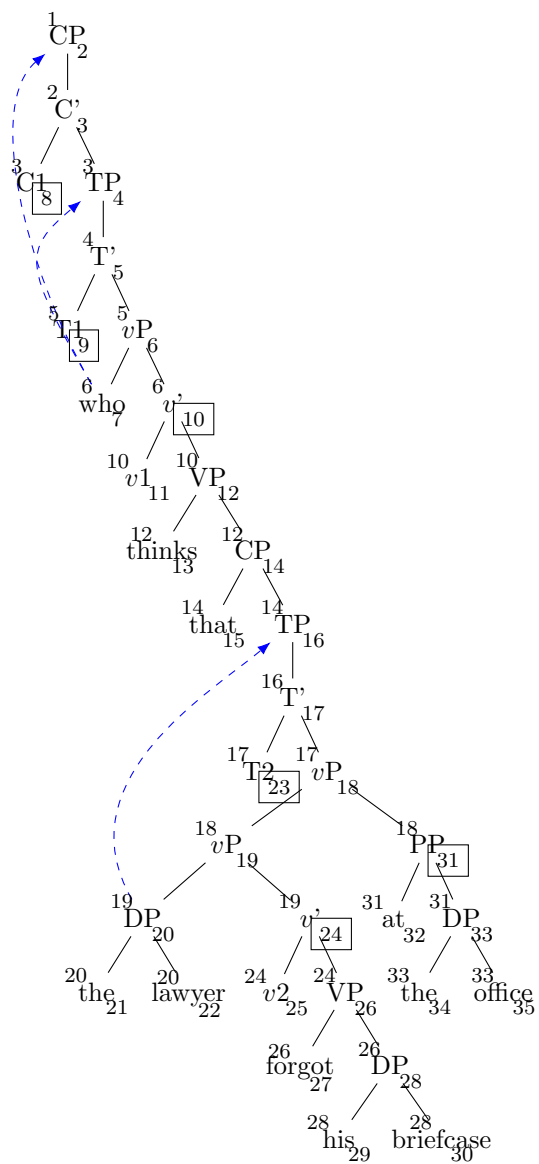 1 CP 2
2 C' 3
3 C1 8 3 TP 4
4 T' 5
5 T1 9 5 vP 6
6 who 7 6 v' 10
10 v1 11 10 VP 12
12 thinks 13 12 CP 14
14 that 15 14 TP 16
16 T' 17
17 T2 23 17 vP 18
18 vP 19 18 PP 31
19 DP 20 19 v' 24 31 at 32 31 DP 33
20 the 21 20 lawyer 22 24 v2 25 24 VP 26 33 the 34 33 office 35
26 forgot 27 26 DP 28
28 his 29 28 briefcase 30